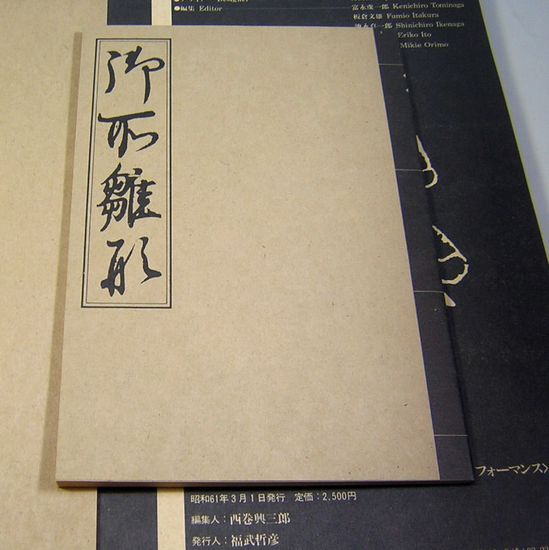 ●編集 Editor
富永俊一郎 Kenichiro Tominaga
板倉文雄 Fumio Itakura
池永真一郎 Shinichiro Ikenaga
Eriko Ito
Mikie Orimo
御所雛形
フォーマンス〉
昭和61年3月1日発行 定価:2,500円
編集人:西巻興三郎
発行人:福武哲彦